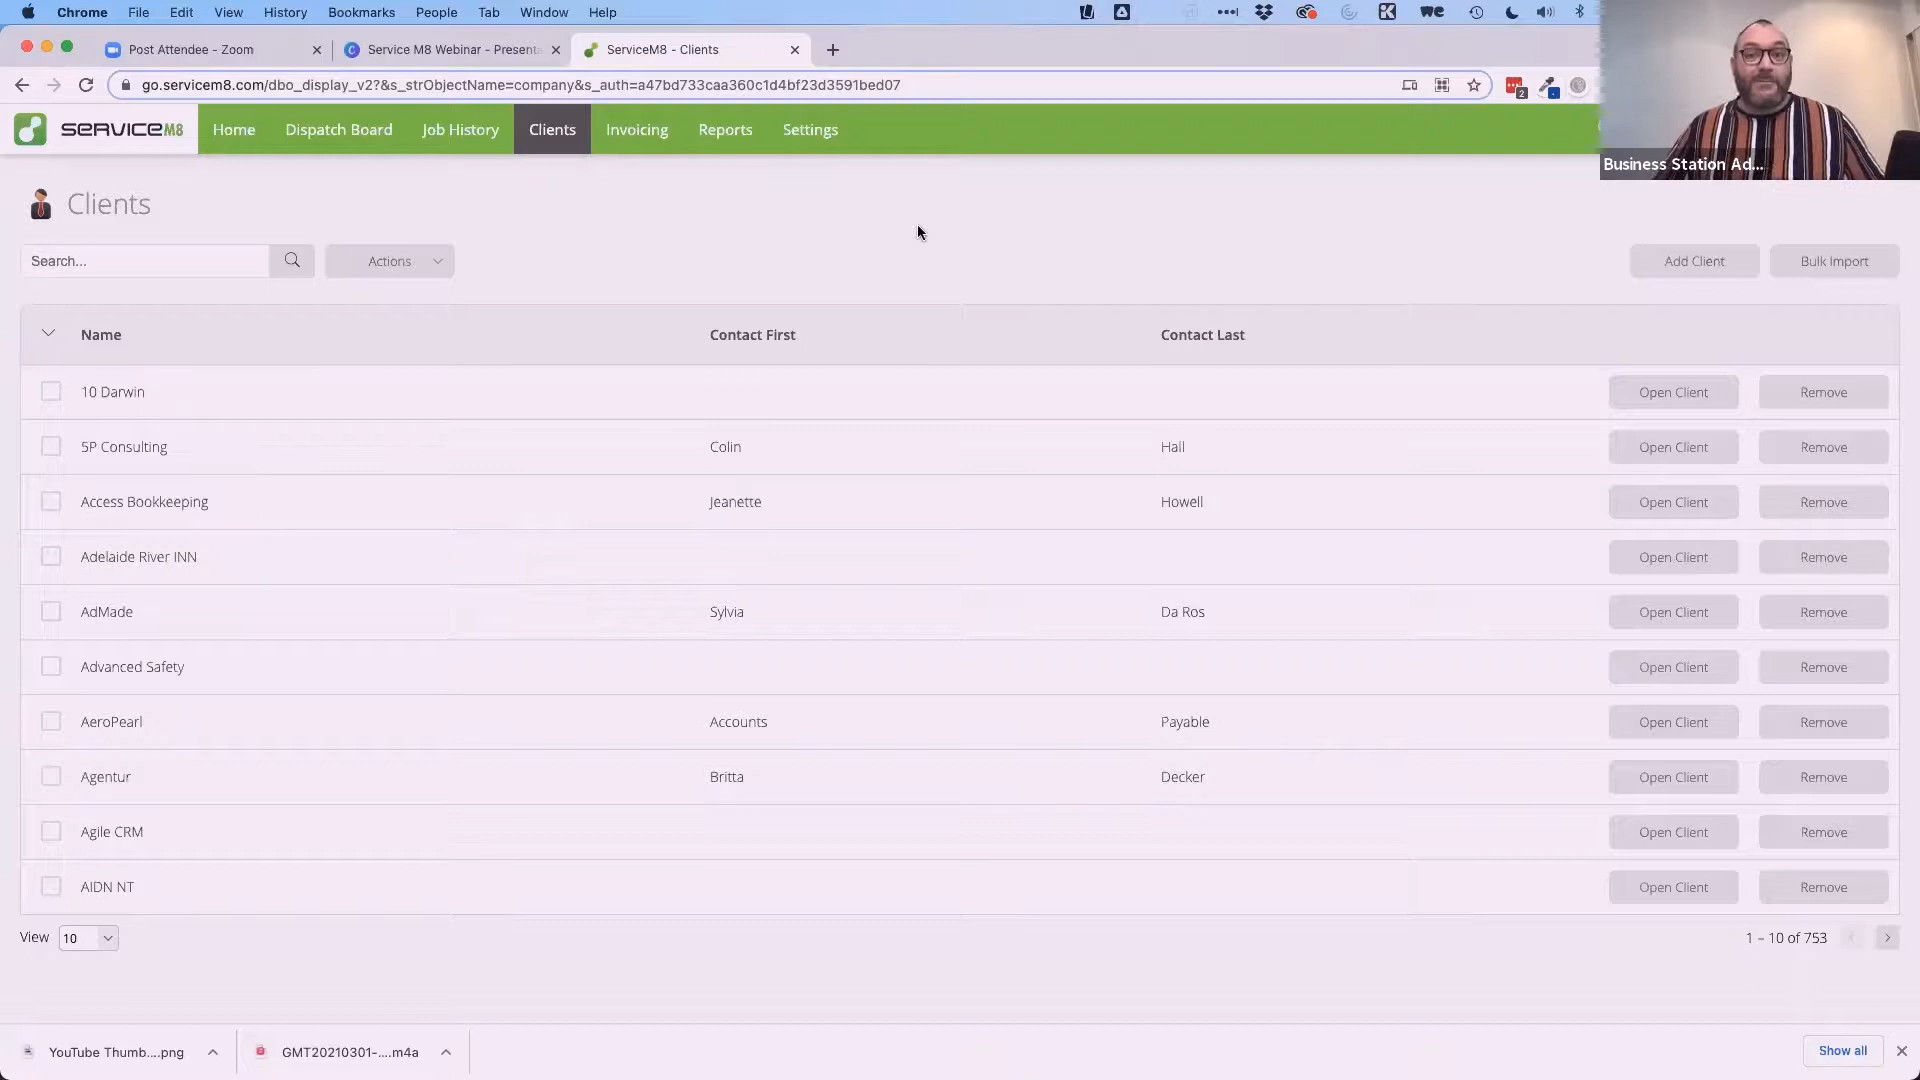 Chrome File Edit View History Bookmarks People Tab Window Help
Post Attendee - Zoom
Service M8 Webinar - Present
ServiceM8 - Clients
go.servicem8.com/dbo_display_v2?&s_strObjectName=company&s_auth=a47bd733caa360c1d4bf23d3591bed07
2
SERVICEM8 Home Dispatch Board Job History Clients Invoicing Reports Settings
Business Station Ad...
Clients
Search... Actions Add Client Bulk Import
Name Contact First Contact Last
10 Darwin Open Client Remove
5P Consulting Colin Hall Open Client Remove
Access Bookkeeping Jeanette Howell Open Client Remove
Adelaide River INN Open Client Remove
AdMade Sylvia Da Ros Open Client Remove
Advanced Safety Open Client Remove
AeroPearl Accounts Payable Open Client Remove
Agentur Britta Decker Open Client Remove
Agile CRM Open Client Remove
AIDN NT Open Client Remove
View 10 1 – 10 of 753
YouTube Thumb....png GMT20210301-....m4a Show all